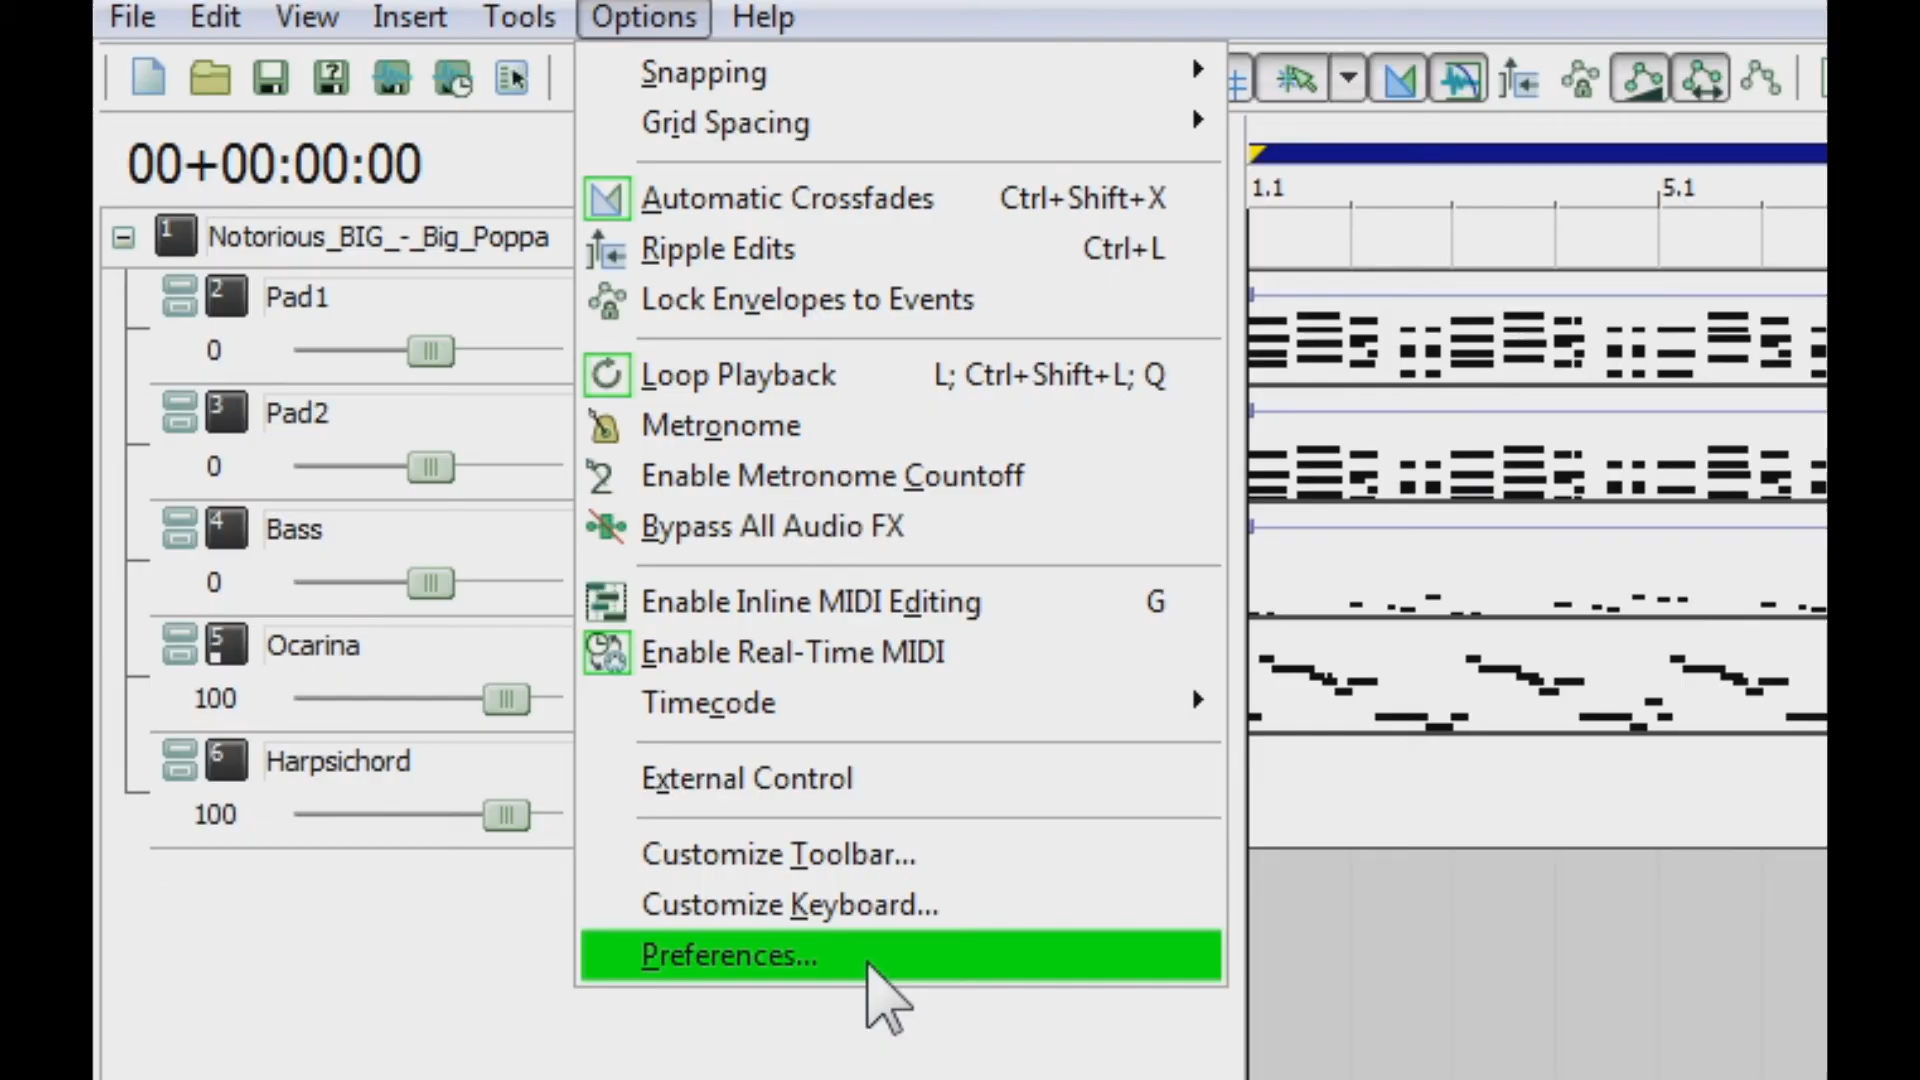 File Edit View Insert Tools Options Help
00+00:00:00
1 Notorious_BIG_-_Big_Poppa
2 Pad1
0
3 Pad2
0
4 Bass
0
5 Ocarina
100
6 Harpsichord
100
Snapping
Grid Spacing
Automatic Crossfades Ctrl+Shift+X
Ripple Edits Ctrl+L
Lock Envelopes to Events
Loop Playback L; Ctrl+Shift+L; Q
Metronome
Enable Metronome Countoff
Bypass All Audio FX
Enable Inline MIDI Editing G
Enable Real-Time MIDI
Timecode
External Control
Customize Toolbar...
Customize Keyboard...
Preferences...
1.1 5.1